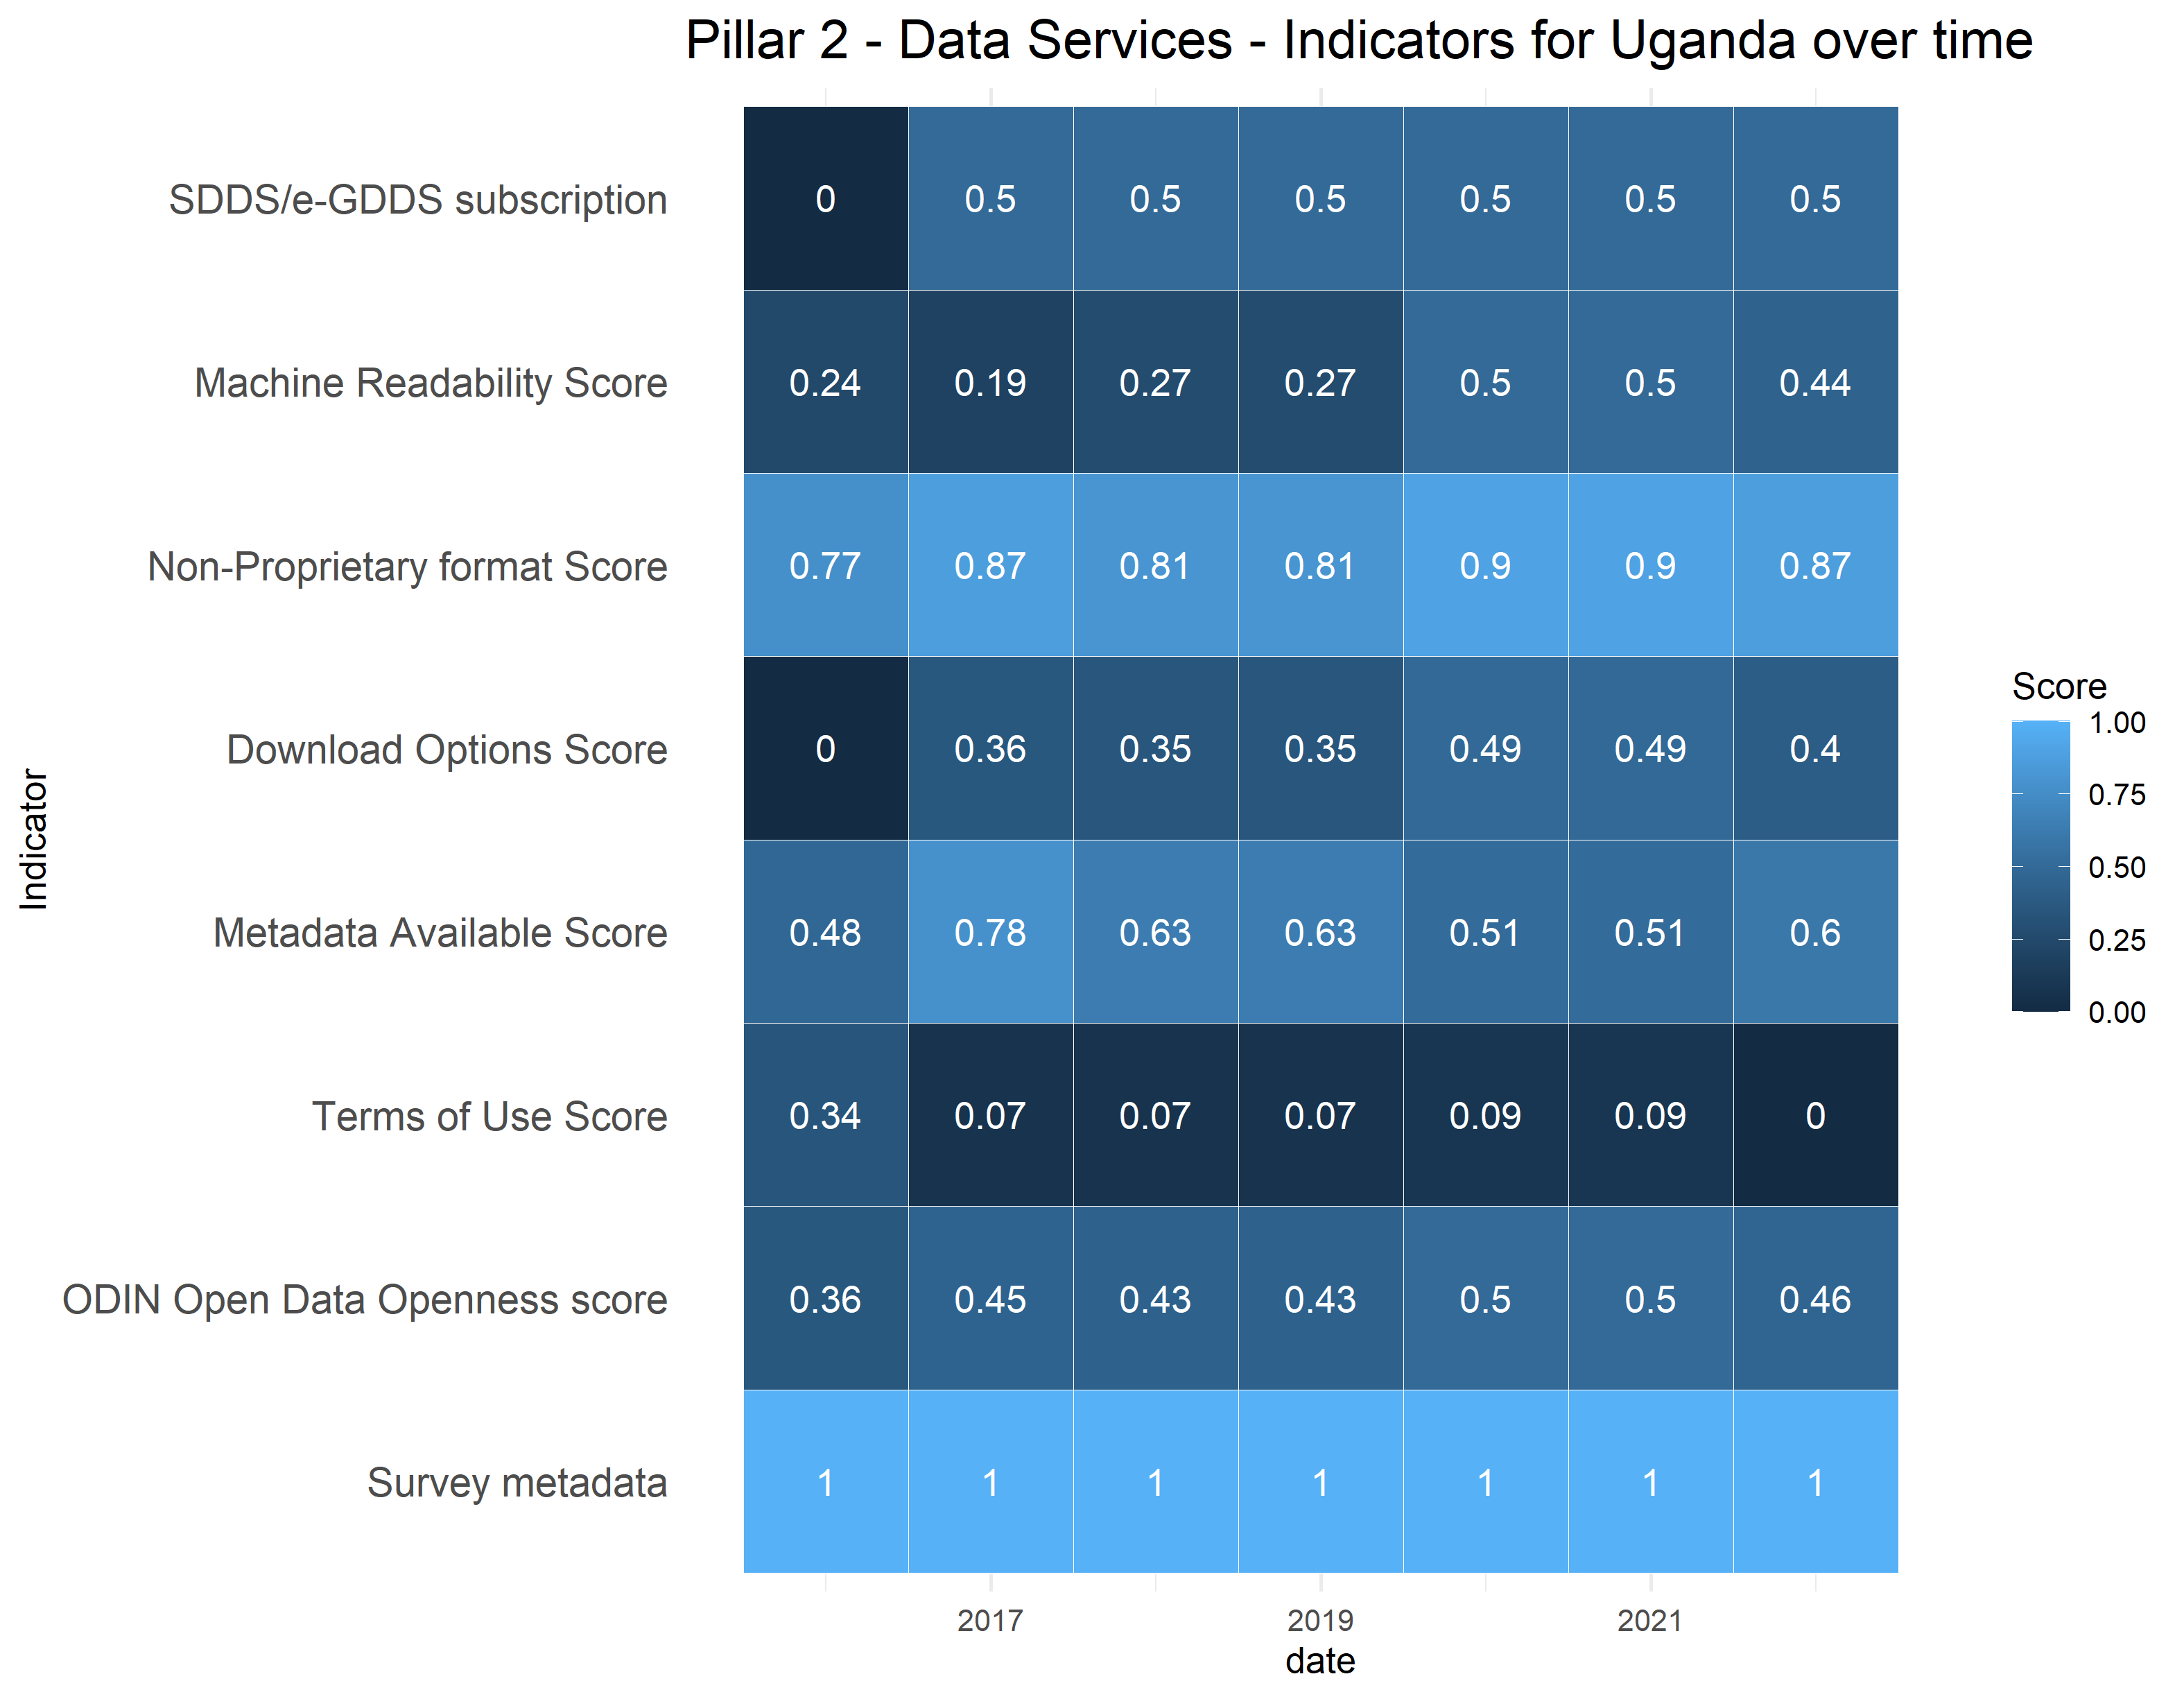 Pillar 2 - Data Services - Indicators for Uganda over time
SDDS/e-GDDS subscription 0 0.5 0.5 0.5 0.5 0.5 0.5
Machine Readability Score 0.24 0.19 0.27 0.27 0.5 0.5 0.44
Non-Proprietary format Score 0.77 0.87 0.81 0.81 0.9 0.9 0.87
Download Options Score 0 0.36 0.35 0.35 0.49 0.49 0.4
Metadata Available Score 0.48 0.78 0.63 0.63 0.51 0.51 0.6
Terms of Use Score 0.34 0.07 0.07 0.07 0.09 0.09 0
ODIN Open Data Openness score 0.36 0.45 0.43 0.43 0.5 0.5 0.46
Survey metadata 1 1 1 1 1 1 1
2017 2019 2021
date
Indicator
Score
1.00
0.75
0.50
0.25
0.00